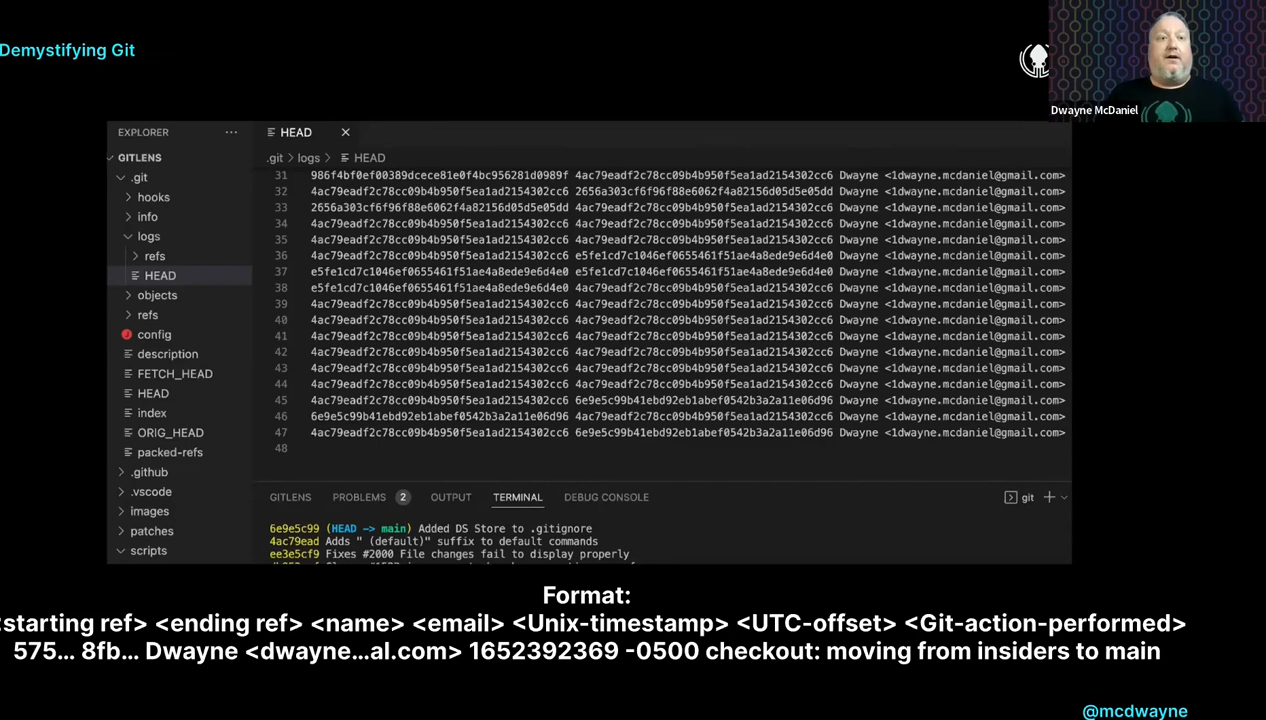 Demystifying Git
Dwayne McDaniel
EXPLORER ···
HEAD
GITLENS
.git > logs > HEAD
.git
hooks
info
logs
refs
HEAD
objects
refs
config
description
FETCH_HEAD
HEAD
index
ORIG_HEAD
packed-refs
.github
.vscode
images
patches
scripts
31 986f4bf0ef00389dcece81e0f4bc956281d0989f 4ac79eadf2c78cc09b4b950f5ea1ad2154302cc6 Dwayne <1dwayne.mcdaniel@gmail.com>
32 4ac79eadf2c78cc09b4b950f5ea1ad2154302cc6 2656a303cf6f96f88e6062f4a82156d05d5e05dd Dwayne <1dwayne.mcdaniel@gmail.com>
33 2656a303cf6f96f88e6062f4a82156d05d5e05dd 4ac79eadf2c78cc09b4b950f5ea1ad2154302cc6 Dwayne <1dwayne.mcdaniel@gmail.com>
34 4ac79eadf2c78cc09b4b950f5ea1ad2154302cc6 4ac79eadf2c78cc09b4b950f5ea1ad2154302cc6 Dwayne <1dwayne.mcdaniel@gmail.com>
35 4ac79eadf2c78cc09b4b950f5ea1ad2154302cc6 4ac79eadf2c78cc09b4b950f5ea1ad2154302cc6 Dwayne <1dwayne.mcdaniel@gmail.com>
36 4ac79eadf2c78cc09b4b950f5ea1ad2154302cc6 e5fe1cd7c1046ef0655461f51ae4a8ede9e6d4e0 Dwayne <1dwayne.mcdaniel@gmail.com>
37 e5fe1cd7c1046ef0655461f51ae4a8ede9e6d4e0 e5fe1cd7c1046ef0655461f51ae4a8ede9e6d4e0 Dwayne <1dwayne.mcdaniel@gmail.com>
38 e5fe1cd7c1046ef0655461f51ae4a8ede9e6d4e0 4ac79eadf2c78cc09b4b950f5ea1ad2154302cc6 Dwayne <1dwayne.mcdaniel@gmail.com>
39 4ac79eadf2c78cc09b4b950f5ea1ad2154302cc6 4ac79eadf2c78cc09b4b950f5ea1ad2154302cc6 Dwayne <1dwayne.mcdaniel@gmail.com>
40 4ac79eadf2c78cc09b4b950f5ea1ad2154302cc6 4ac79eadf2c78cc09b4b950f5ea1ad2154302cc6 Dwayne <1dwayne.mcdaniel@gmail.com>
41 4ac79eadf2c78cc09b4b950f5ea1ad2154302cc6 4ac79eadf2c78cc09b4b950f5ea1ad2154302cc6 Dwayne <1dwayne.mcdaniel@gmail.com>
42 4ac79eadf2c78cc09b4b950f5ea1ad2154302cc6 4ac79eadf2c78cc09b4b950f5ea1ad2154302cc6 Dwayne <1dwayne.mcdaniel@gmail.com>
43 4ac79eadf2c78cc09b4b950f5ea1ad2154302cc6 4ac79eadf2c78cc09b4b950f5ea1ad2154302cc6 Dwayne <1dwayne.mcdaniel@gmail.com>
44 4ac79eadf2c78cc09b4b950f5ea1ad2154302cc6 4ac79eadf2c78cc09b4b950f5ea1ad2154302cc6 Dwayne <1dwayne.mcdaniel@gmail.com>
45 4ac79eadf2c78cc09b4b950f5ea1ad2154302cc6 6e9e5c99b41ebd92eb1abef0542b3a2a11e06d96 Dwayne <1dwayne.mcdaniel@gmail.com>
46 6e9e5c99b41ebd92eb1abef0542b3a2a11e06d96 4ac79eadf2c78cc09b4b950f5ea1ad2154302cc6 Dwayne <1dwayne.mcdaniel@gmail.com>
47 4ac79eadf2c78cc09b4b950f5ea1ad2154302cc6 6e9e5c99b41ebd92eb1abef0542b3a2a11e06d96 Dwayne <1dwayne.mcdaniel@gmail.com>
48
GITLENS PROBLEMS 2 OUTPUT TERMINAL DEBUG CONSOLE git
6e9e5c99 (HEAD -> main) Added DS Store to .gitignore
4ac79ead Adds " (default)" suffix to default commands
ee3e5cf9 Fixes #2000 File changes fail to display properly
Format:
starting ref> <ending ref> <name> <email> <Unix-timestamp> <UTC-offset> <Git-action-performed>
575... 8fb... Dwayne <dwayne...al.com> 1652392369 -0500 checkout: moving from insiders to main
@mcdwayne